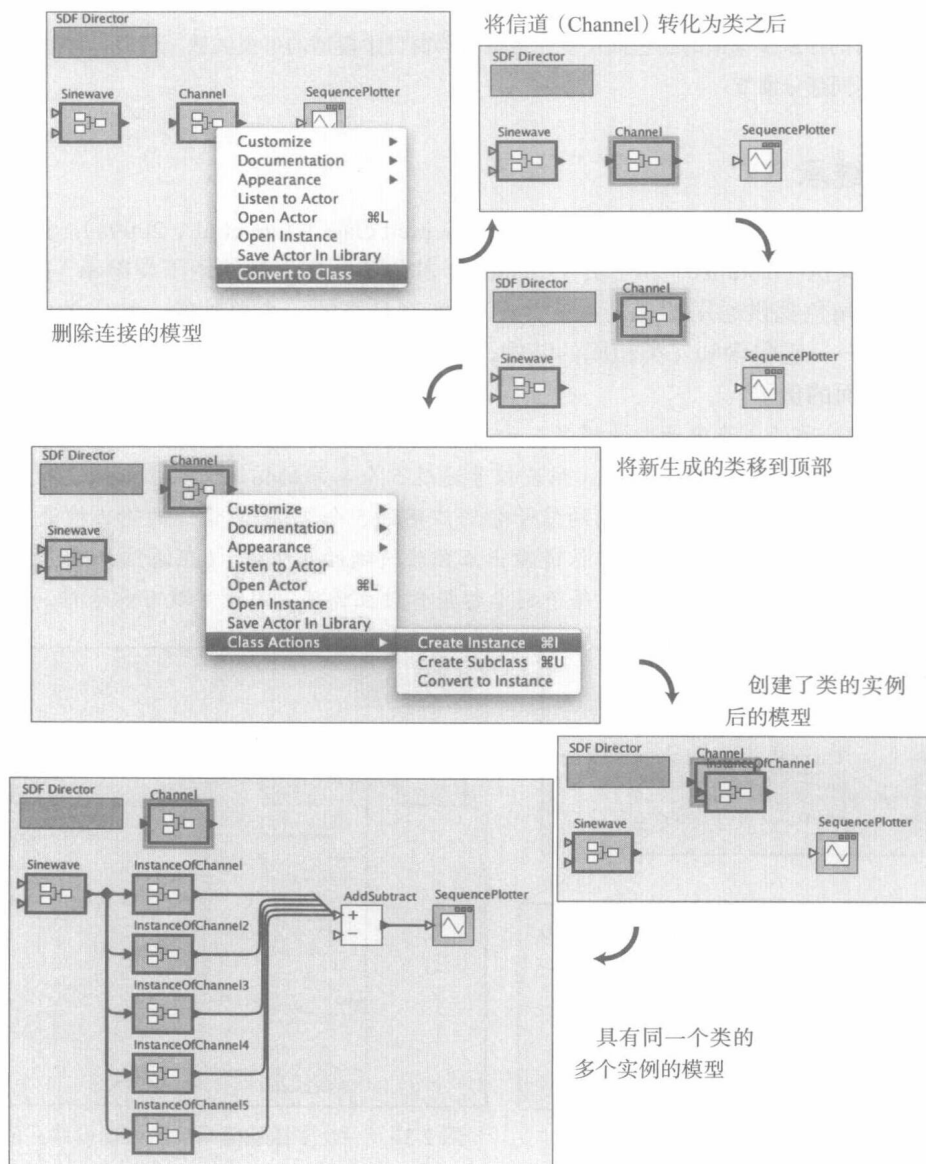 SDF Director
Sinewave
Channel
SequencePlotter
Customize
Documentation
Appearance
Listen to Actor
Open Actor ⌘L
Open Instance
Save Actor In Library
Convert to Class
删除连接的模型
将信道（Channel）转化为类之后
SDF Director
Sinewave
Channel
SequencePlotter
SDF Director
Channel
Sinewave
SequencePlotter
将新生成的类移到顶部
SDF Director
Channel
Sinewave
Customize
Documentation
Appearance
Listen to Actor
Open Actor ⌘L
Open Instance
Save Actor In Library
Class Actions
Create Instance ⌘I
Create Subclass ⌘U
Convert to Instance
创建了类的实例
后的模型
SDF Director
Channel
InstanceOfChannel
Sinewave
SequencePlotter
SDF Director
Channel
Sinewave
InstanceOfChannel
InstanceOfChannel2
InstanceOfChannel3
InstanceOfChannel4
InstanceOfChannel5
AddSubtract
+
−
SequencePlotter
具有同一个类的
多个实例的模型